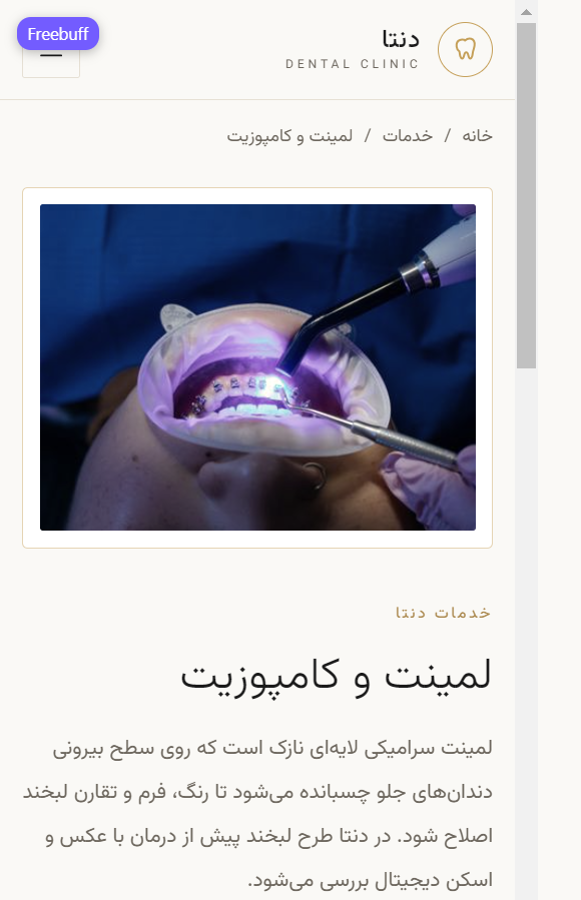 Freebuff
دنتا
DENTAL CLINIC
خانه / خدمات / لمینت و کامپوزیت
خدمات دنتا
لمینت و کامپوزیت
لمینت سرامیکی لایه‌ای نازک است که روی سطح بیرونی
دندان‌های جلو چسبانده می‌شود تا رنگ، فرم و تقارن لبخند
اصلاح شود. در دنتا طرح لبخند پیش از درمان با عکس و
اسکن دیجیتال بررسی می‌شود.